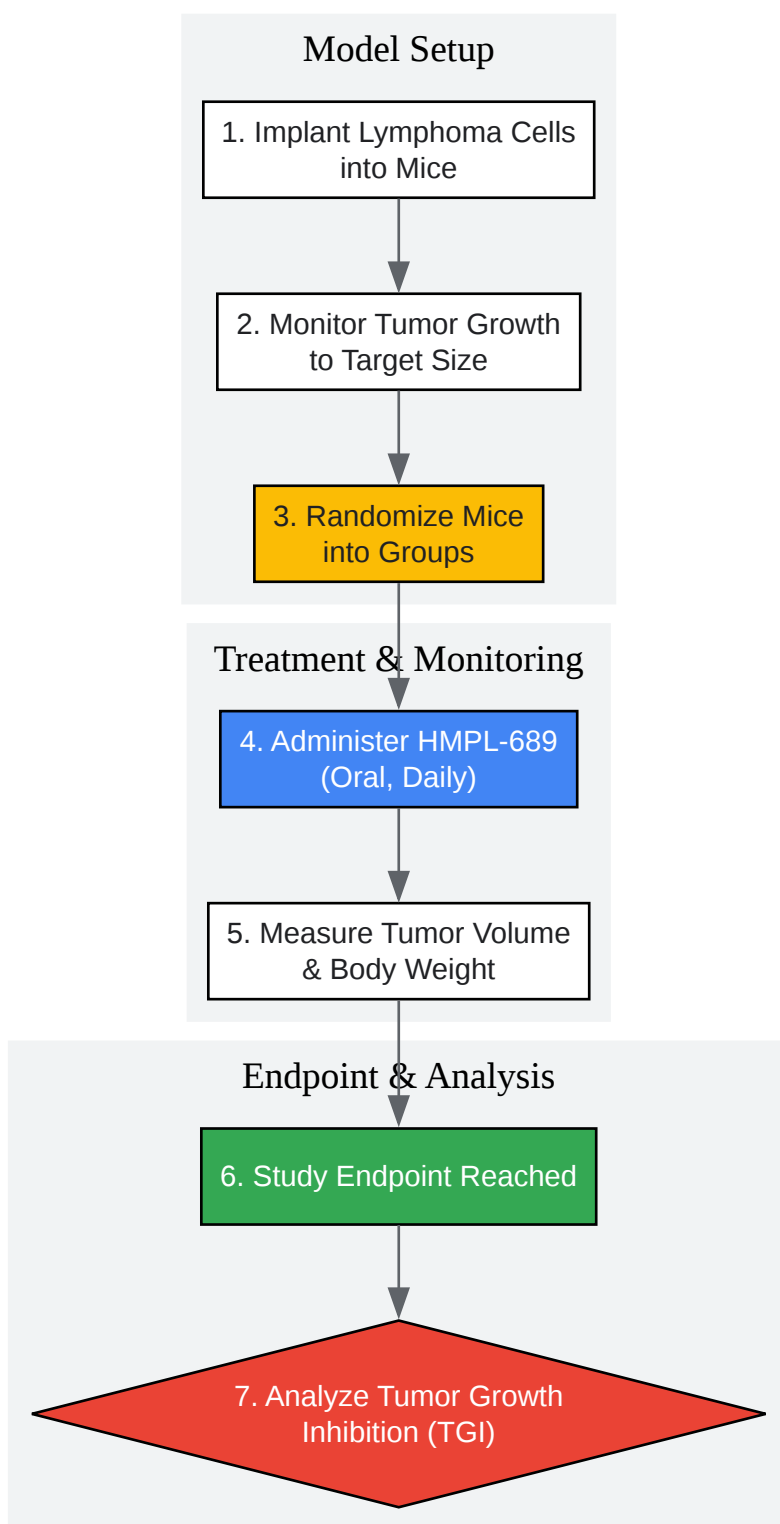 Model Setup
1. Implant Lymphoma Cells
into Mice
2. Monitor Tumor Growth
to Target Size
3. Randomize Mice
into Groups
Treatment & Monitoring
4. Administer HMPL-689
(Oral, Daily)
5. Measure Tumor Volume
& Body Weight
Endpoint & Analysis
6. Study Endpoint Reached
7. Analyze Tumor Growth
Inhibition (TGI)